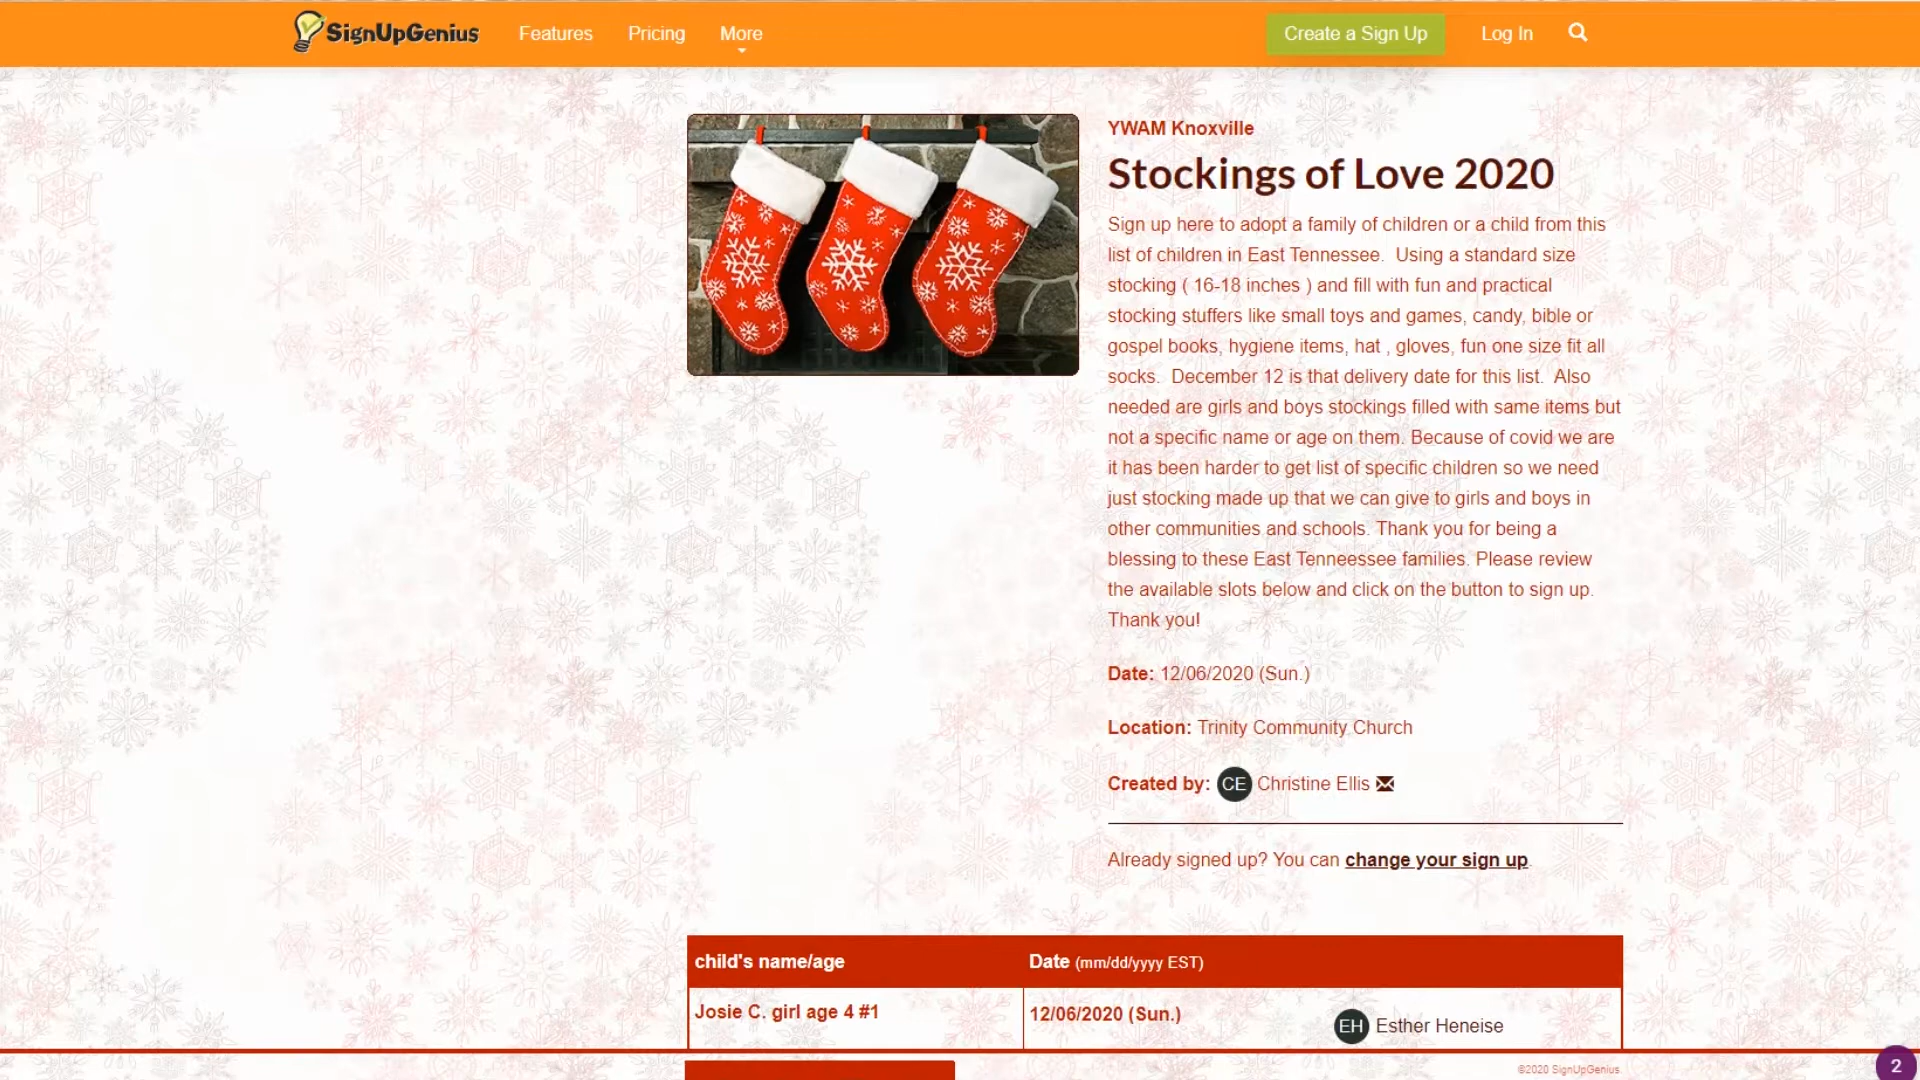 SignUpGenius Features Pricing More Create a Sign Up Log In
YWAM Knoxville
Stockings of Love 2020
Sign up here to adopt a family of children or a child from this
list of children in East Tennessee.  Using a standard size
stocking ( 16-18 inches ) and fill with fun and practical
stocking stuffers like small toys and games, candy, bible or
gospel books, hygiene items, hat , gloves, fun one size fit all
socks.  December 12 is that delivery date for this list.  Also
needed are girls and boys stockings filled with same items but
not a specific name or age on them. Because of covid we are
it has been harder to get list of specific children so we need
just stocking made up that we can give to girls and boys in
other communities and schools. Thank you for being a
blessing to these East Tenneessee families. Please review
the available slots below and click on the button to sign up.
Thank you!
Date: 12/06/2020 (Sun.)
Location: Trinity Community Church
Created by: CE Christine Ellis
Already signed up? You can change your sign up.
child's name/age Date (mm/dd/yyyy EST)
Josie C. girl age 4 #1 12/06/2020 (Sun.) EH Esther Heneise
©2020 SignUpGenius
2